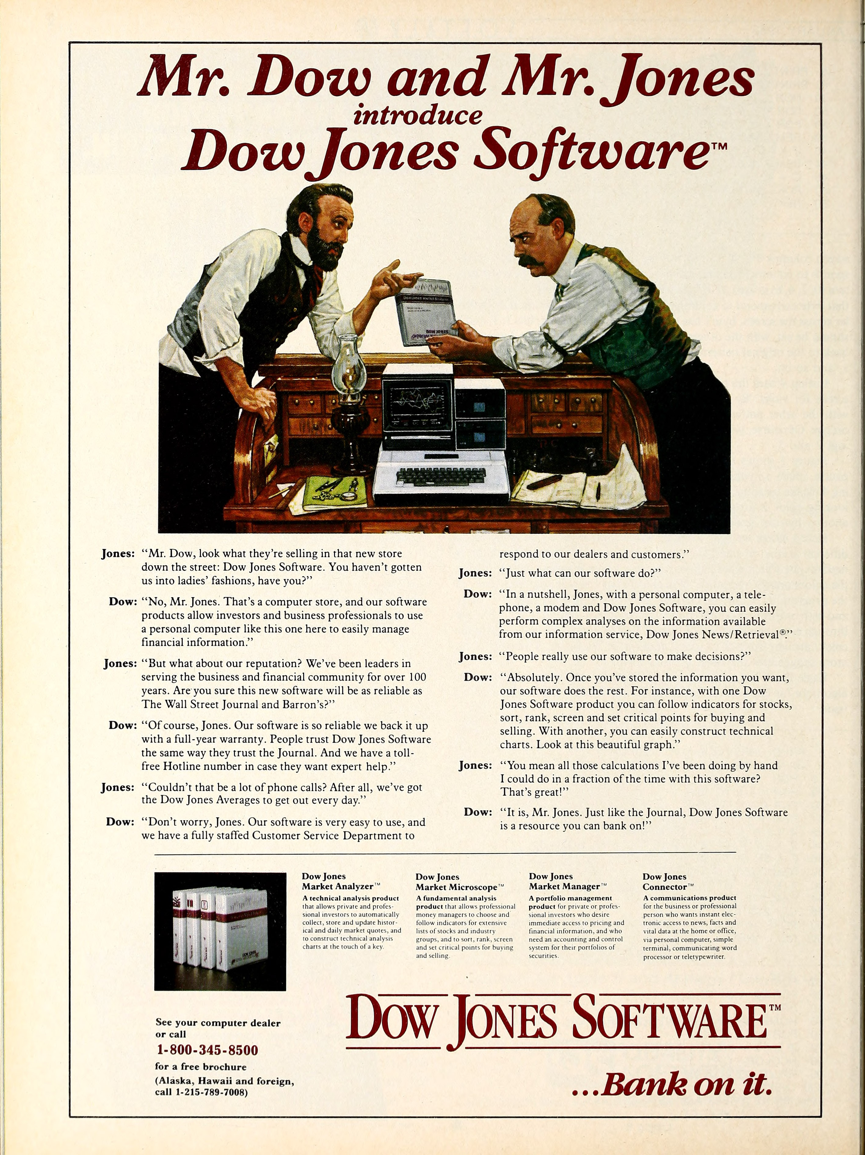 Mr. Dow and Mr. Jones
introduce
Dow Jones Software™
Jones: “Mr. Dow, look what they're selling in that new store
down the street: Dow Jones Software. You haven't gotten
us into ladies' fashions, have you?”
Dow: “No, Mr. Jones. That's a computer store, and our software
products allow investors and business professionals to use
a personal computer like this one here to easily manage
financial information.”
Jones: “But what about our reputation? We've been leaders in
serving the business and financial community for over 100
years. Are you sure this new software will be as reliable as
The Wall Street Journal and Barron's?”
Dow: “Of course, Jones. Our software is so reliable we back it up
with a full-year warranty. People trust Dow Jones Software
the same way they trust the Journal. And we have a toll-
free Hotline number in case they want expert help.”
Jones: “Couldn't that be a lot of phone calls? After all, we've got
the Dow Jones Averages to get out every day.”
Dow: “Don't worry, Jones. Our software is very easy to use, and
we have a fully staffed Customer Service Department to
respond to our dealers and customers.”
Jones: “Just what can our software do?”
Dow: “In a nutshell, Jones, with a personal computer, a tele-
phone, a modem and Dow Jones Software, you can easily
perform complex analyses on the information available
from our information service, Dow Jones News/Retrieval®.”
Jones: “People really use our software to make decisions?”
Dow: “Absolutely. Once you've stored the information you want,
our software does the rest. For instance, with one Dow
Jones Software product you can follow indicators for stocks,
sort, rank, screen and set critical points for buying and
selling. With another, you can easily construct technical
charts. Look at this beautiful graph.”
Jones: “You mean all those calculations I've been doing by hand
I could do in a fraction of the time with this software?
That's great!”
Dow: “It is, Mr. Jones. Just like the Journal, Dow Jones Software
is a resource you can bank on!”
Dow Jones
Market Analyzer™
A technical analysis product
that allows private and profes-
sional investors to automatically
collect, store and update histor-
ical and daily market quotes, and
to construct technical analysis
charts at the touch of a key.
Dow Jones
Market Microscope™
A fundamental analysis
product that allows professional
money managers to choose and
follow indicators for extensive
lists of stocks and industry
groups, and to sort, rank, screen
and set critical points for buying
and selling.
Dow Jones
Market Manager™
A portfolio management
product for private or profes-
sional investors who desire
immediate access to pricing and
financial information, and who
need an accounting and control
system for their portfolios of
securities.
Dow Jones
Connector™
A communications product
for the business or professional
person who wants instant elec-
tronic access to news, facts and
vital data at the home or office,
via personal computer, simple
terminal, communicating word
processor or teletypewriter.
See your computer dealer
or call
1-800-345-8500
for a free brochure
(Alaska, Hawaii and foreign,
call 1-215-789-7008)
DOW JONES SOFTWARE™
...Bank on it.